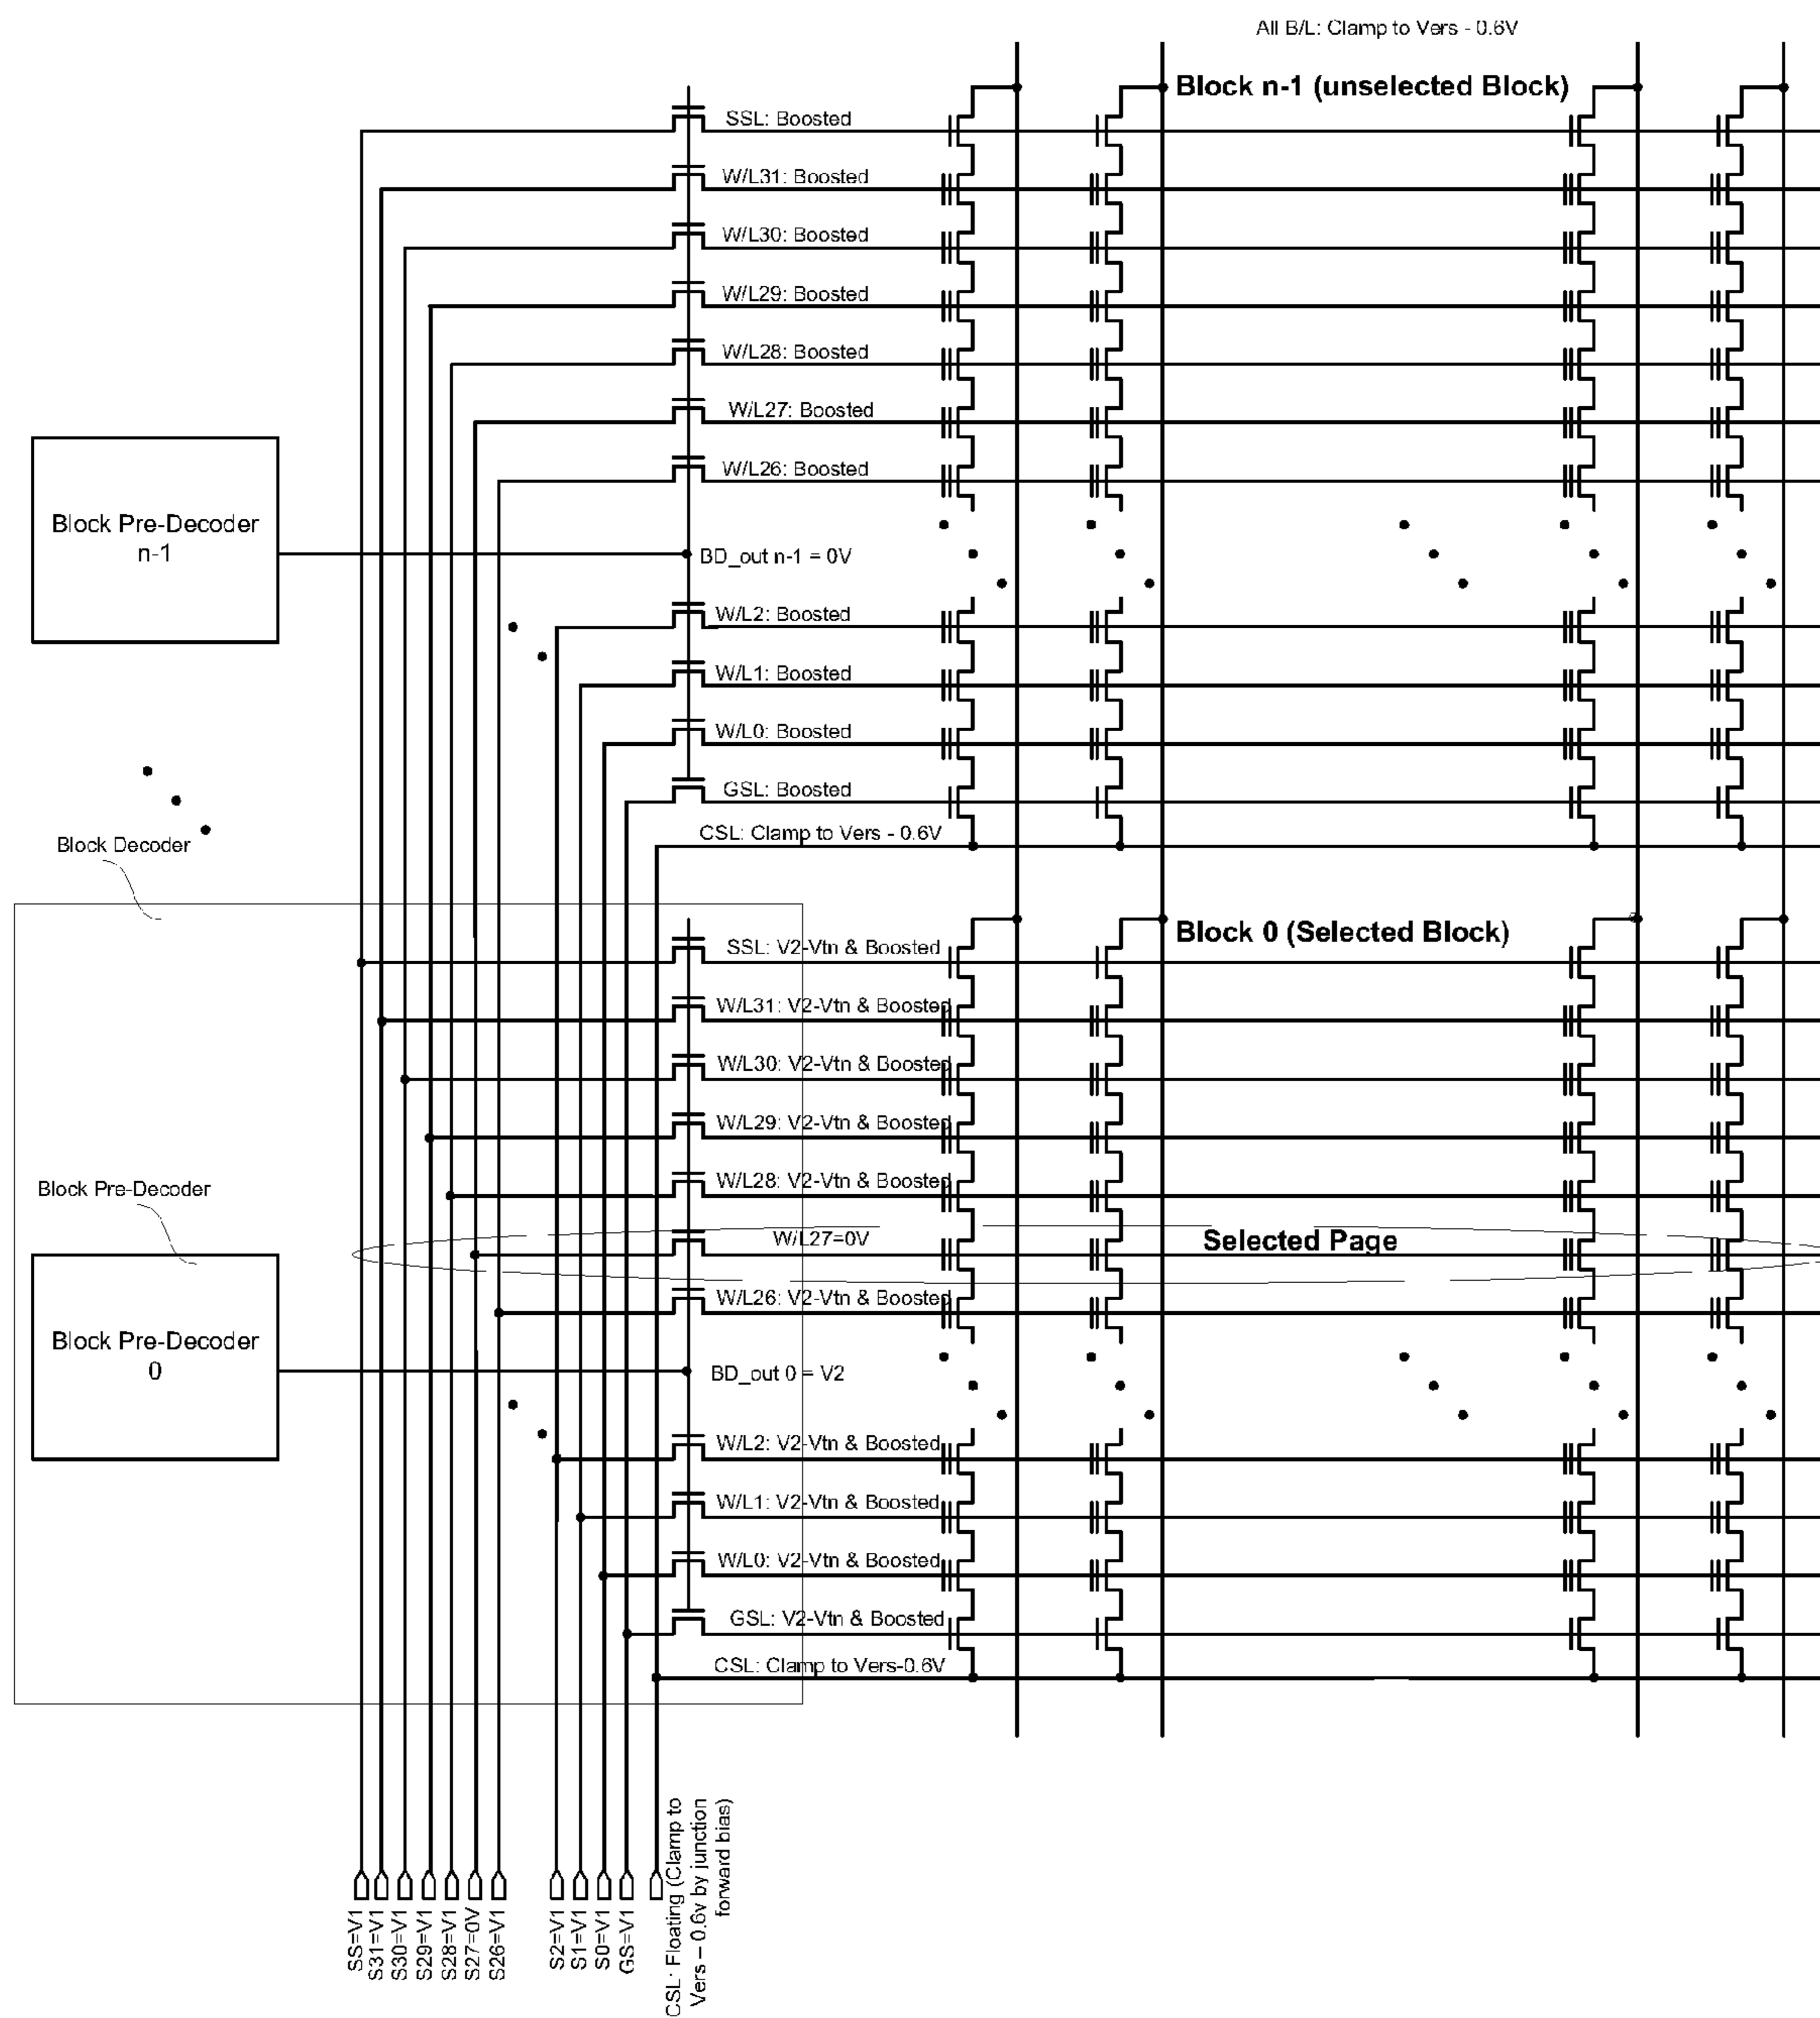 All B/L: Clamp to Vers - 0.6V
Block n-1 (unselected Block)
SSL: Boosted
W/L31: Boosted
W/L30: Boosted
W/L29: Boosted
W/L28: Boosted
W/L27: Boosted
W/L26: Boosted
Block Pre-Decoder
n-1
BD_out n-1 = 0V
W/L2: Boosted
W/L1: Boosted
W/L0: Boosted
GSL: Boosted
CSL: Clamp to Vers - 0.6V
Block Decoder
Block 0 (Selected Block)
SSL: V2-Vtn & Boosted
W/L31: V2-Vtn & Boosted
W/L30: V2-Vtn & Boosted
W/L29: V2-Vtn & Boosted
W/L28: V2-Vtn & Boosted
Block Pre-Decoder
W/L27=0V
Selected Page
W/L26: V2-Vtn & Boosted
Block Pre-Decoder
0
BD_out 0 = V2
W/L2: V2-Vtn & Boosted
W/L1: V2-Vtn & Boosted
W/L0: V2-Vtn & Boosted
GSL: V2-Vtn & Boosted
CSL: Clamp to Vers-0.6V
SS=V1
S31=V1
S30=V1
S29=V1
S28=V1
S27=0V
S26=V1
S2=V1
S1=V1
S0=V1
GS=V1
CSL: Floating (Clamp to
Vers – 0.6v by junction
forward bias)